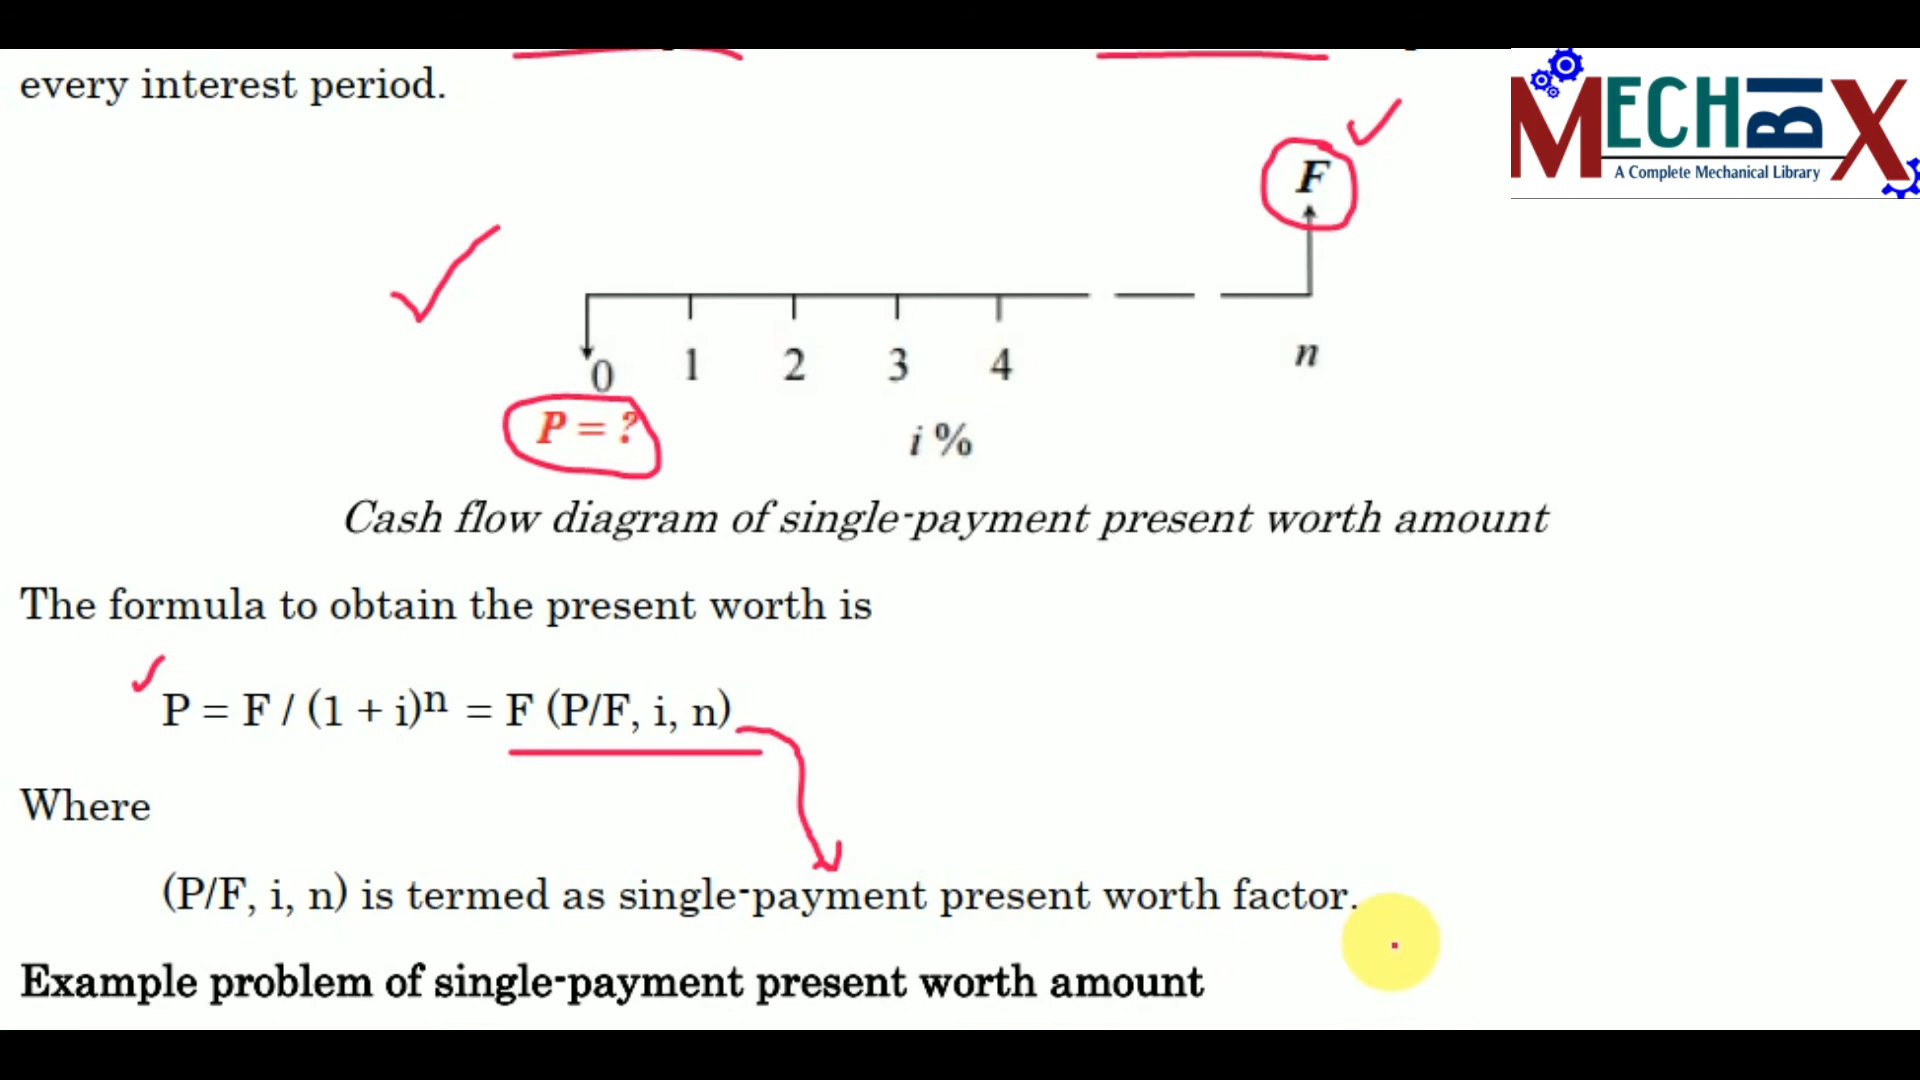 every interest period.
MECHBIX
A Complete Mechanical Library
F
0 1 2 3 4 n
P = ?
i %
Cash flow diagram of single-payment present worth amount
The formula to obtain the present worth is
P = F / (1 + i)n = F (P/F, i, n)
Where
(P/F, i, n) is termed as single-payment present worth factor.
Example problem of single-payment present worth amount